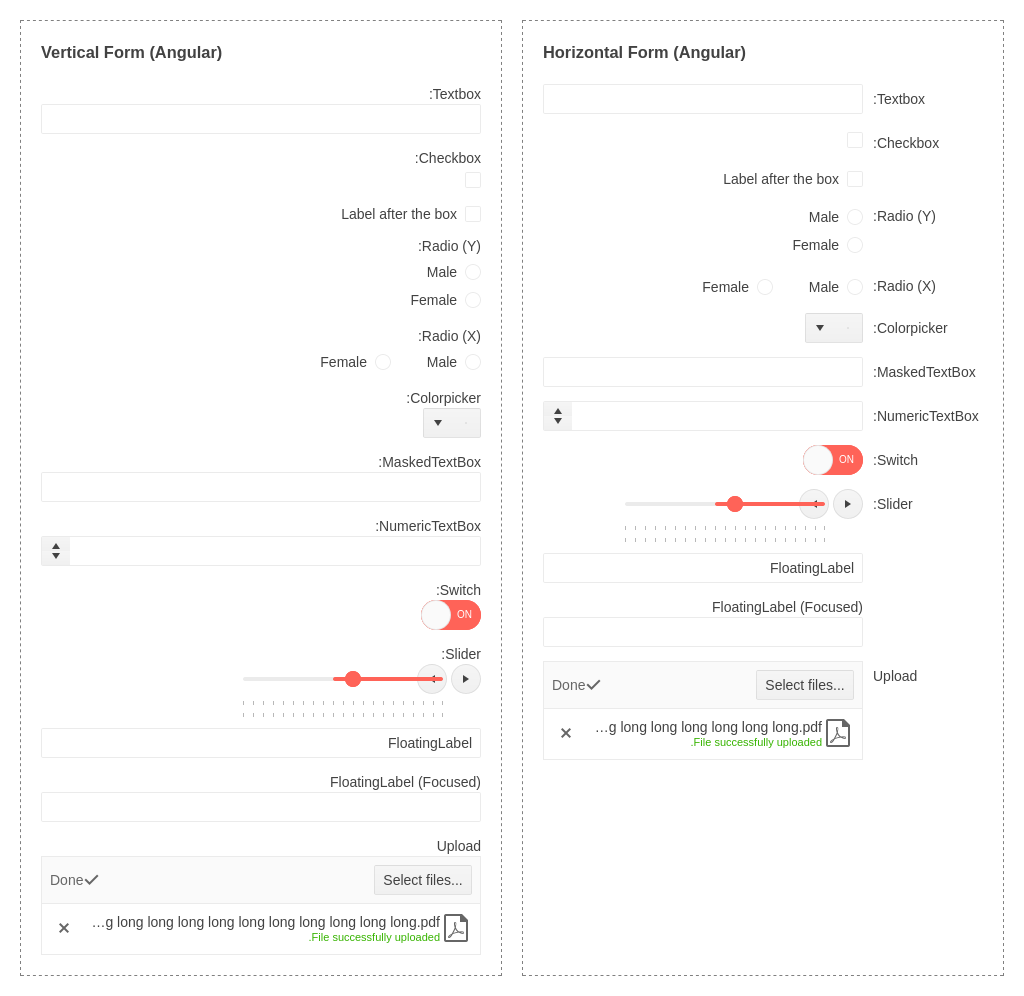 Vertical Form (Angular)
:Textbox
:Checkbox
Label after the box
:Radio (Y)
Male
Female
:Radio (X)
Female Male
:Colorpicker
:MaskedTextBox
:NumericTextBox
:Switch
ON
:Slider
FloatingLabel
FloatingLabel (Focused)
Upload
Done Select files...
...g long long long long long long long long long long.pdf
.File successfully uploaded
Horizontal Form (Angular)
:Textbox
:Checkbox
Label after the box
Male :Radio (Y)
Female
Female Male :Radio (X)
:Colorpicker
:MaskedTextBox
:NumericTextBox
ON :Switch
:Slider
FloatingLabel
FloatingLabel (Focused)
Upload
Done Select files...
...g long long long long long long.pdf
.File successfully uploaded